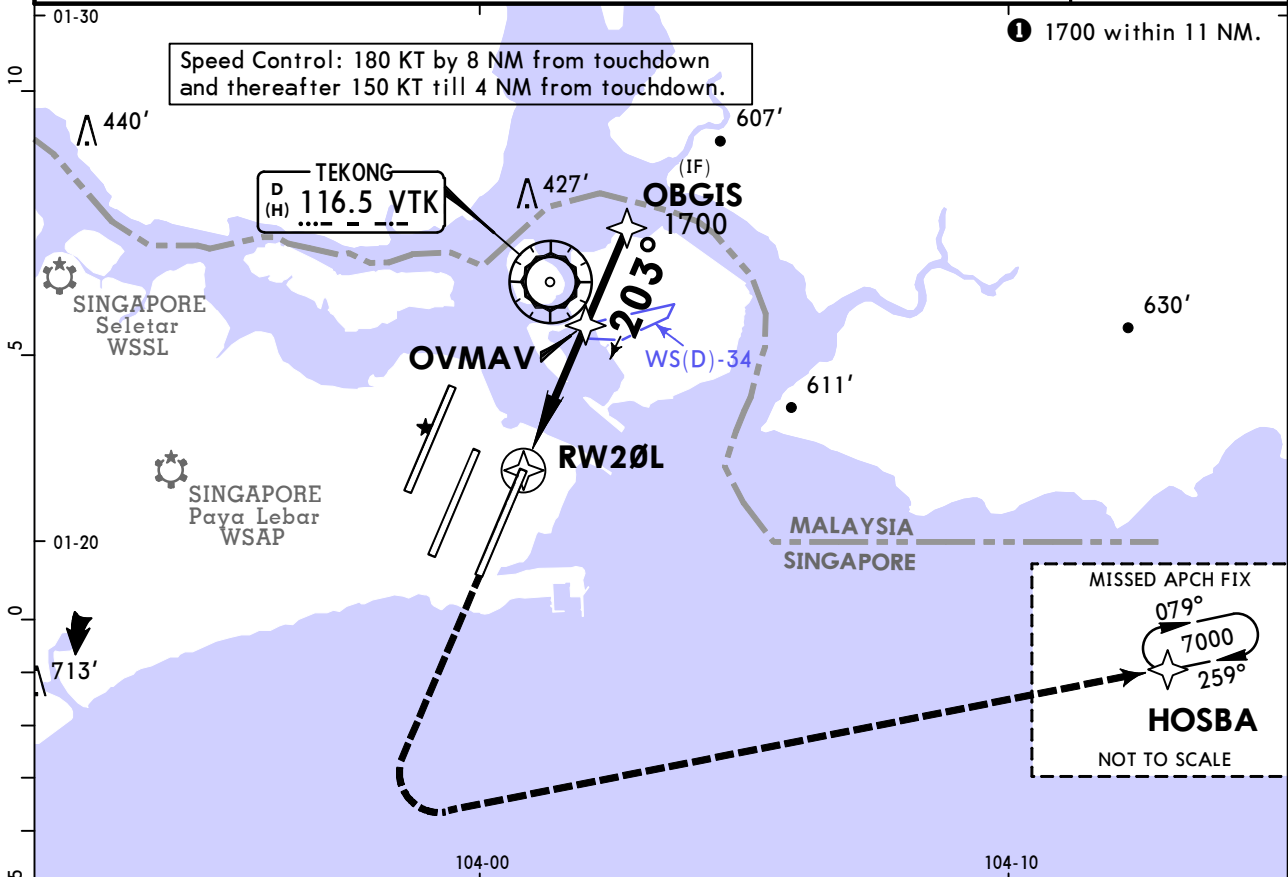 01-30
❶ 1700 within 11 NM.
Speed Control: 180 KT by 8 NM from touchdown
and thereafter 150 KT till 4 NM from touchdown.
10
440'
607'
TEKONG
D
(H)
116.5 VTK
427'
(IF)
OBGIS
1700
203°
SINGAPORE
Seletar
WSSL
630'
5
OVMAV
WS(D)-34
611'
RW2ØL
SINGAPORE
Paya Lebar
WSAP
01-20
MALAYSIA
SINGAPORE
MISSED APCH FIX
079°
7000
259°
HOSBA
NOT TO SCALE
0
713'
104-00
104-10
5